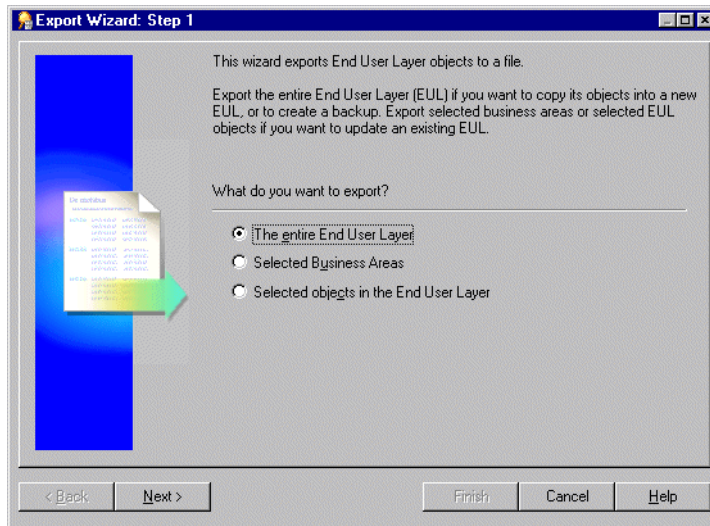 Export Wizard: Step 1
This wizard exports End User Layer objects to a file.
Export the entire End User Layer (EUL) if you want to copy its objects into a new
EUL, or to create a backup. Export selected business areas or selected EUL
objects if you want to update an existing EUL.
What do you want to export?
The entire End User Layer
Selected Business Areas
Selected objects in the End User Layer
< Back
Next >
Finish
Cancel
Help